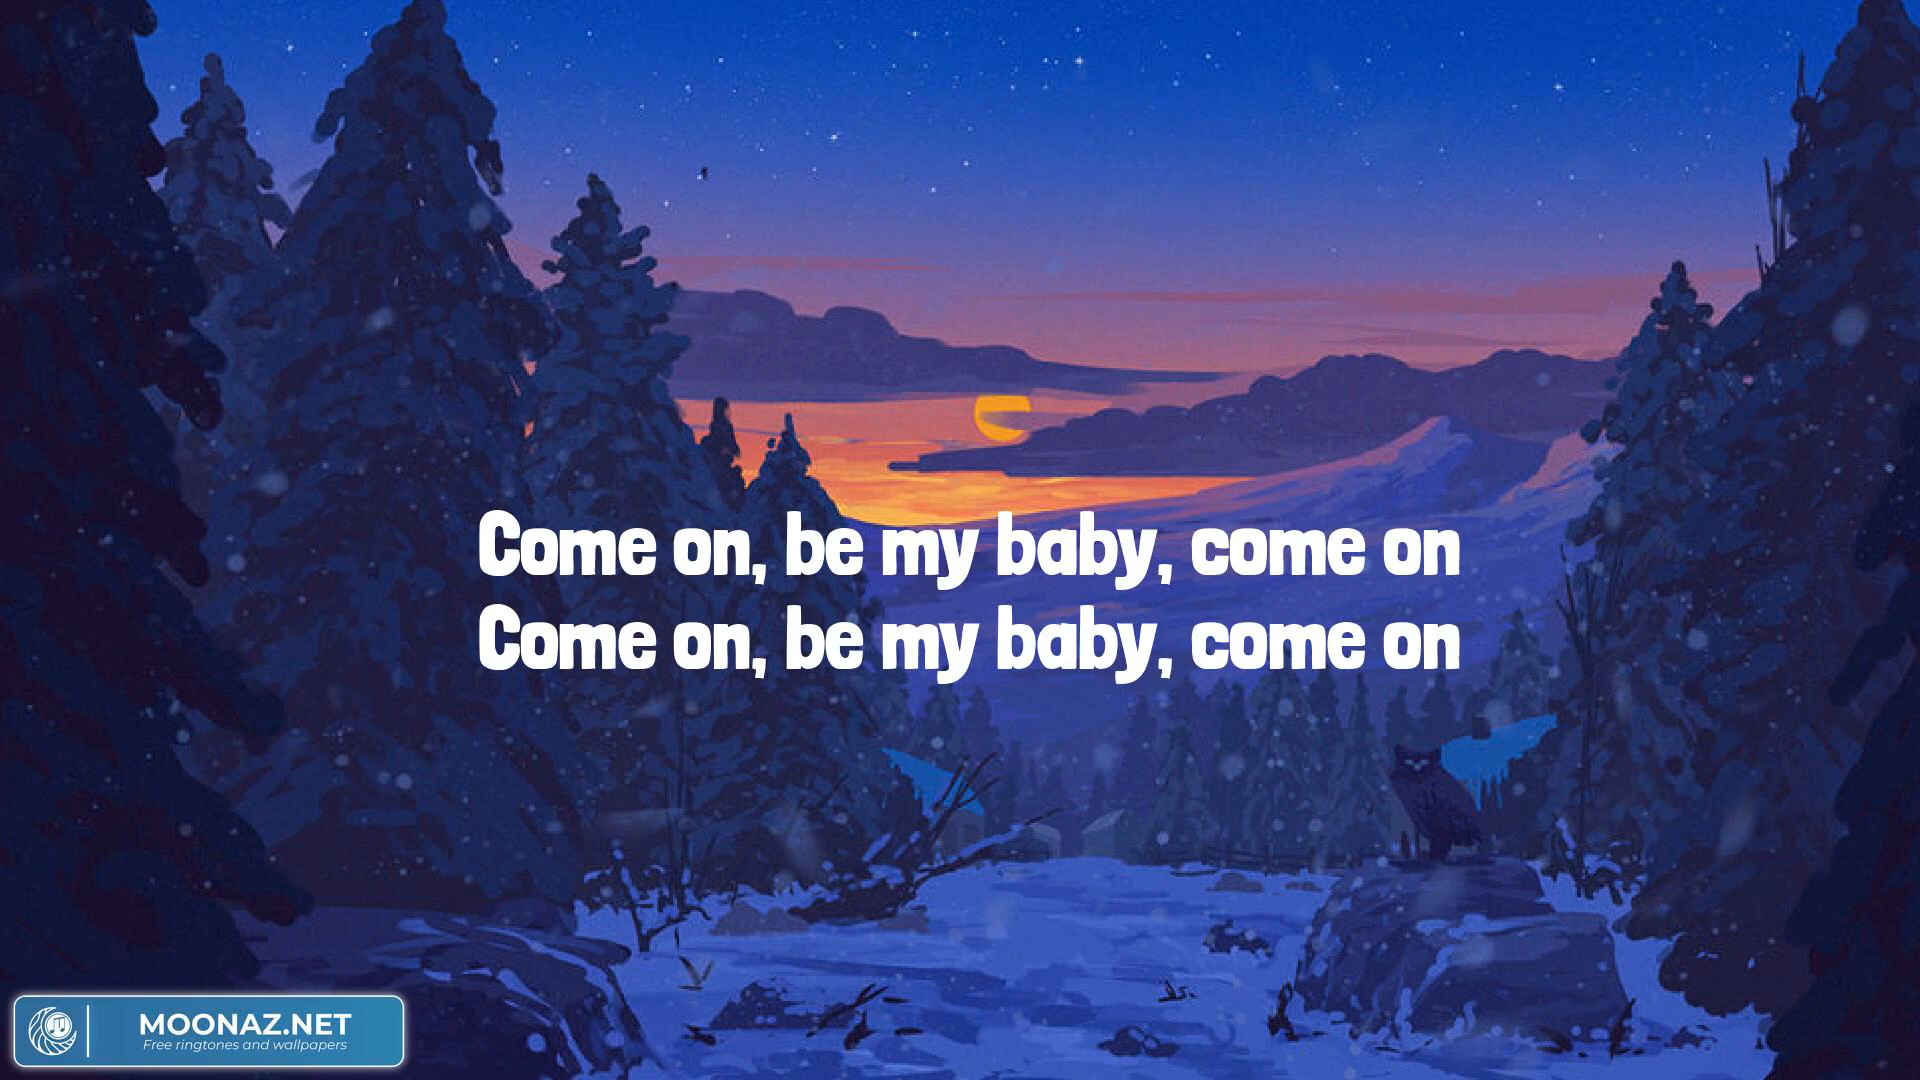 Come on, be my baby, come on
Come on, be my baby, come on
MOONAZ.NET
Free ringtones and wallpapers